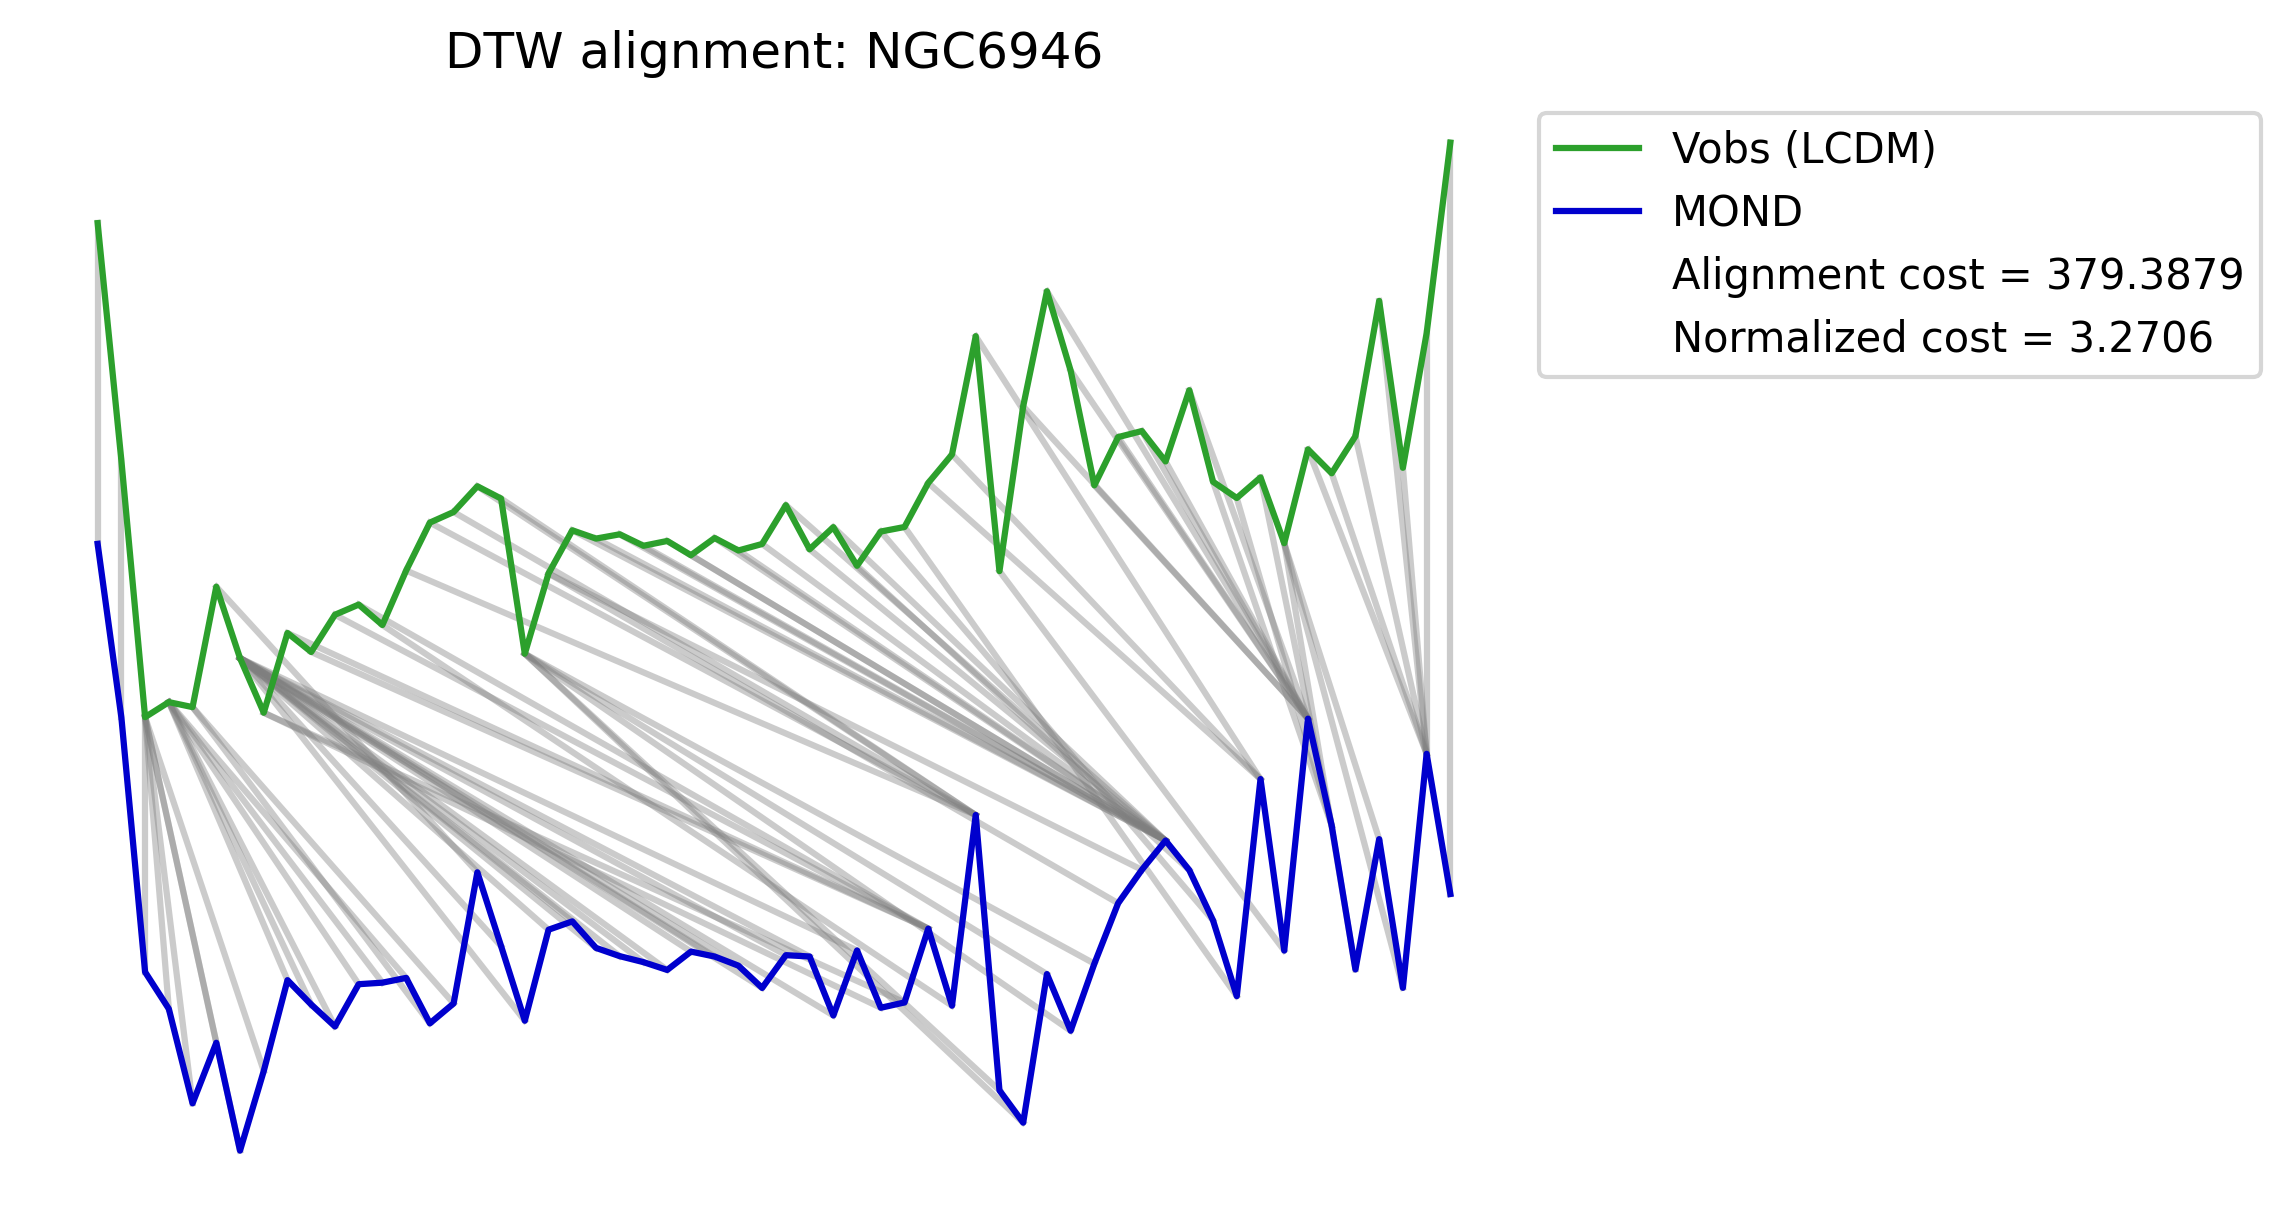 DTW alignment: NGC6946
Vobs (LCDM)
MOND
Alignment cost = 379.3879
Normalized cost = 3.2706